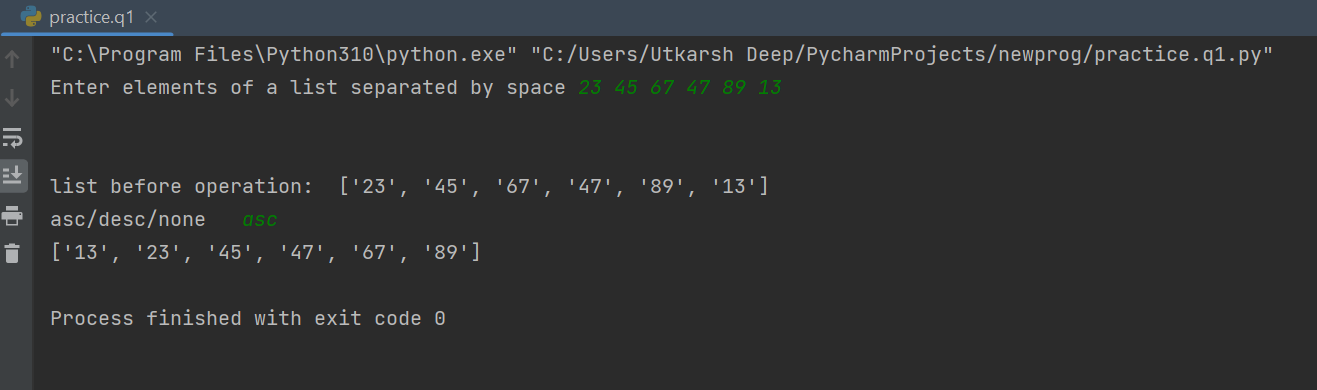 practice.q1
"C:\Program Files\Python310\python.exe" "C:/Users/Utkarsh Deep/PycharmProjects/newprog/practice.q1.py"
Enter elements of a list separated by space 23 45 67 47 89 13
list before operation:  ['23', '45', '67', '47', '89', '13']
asc/desc/none   asc
['13', '23', '45', '47', '67', '89']
Process finished with exit code 0